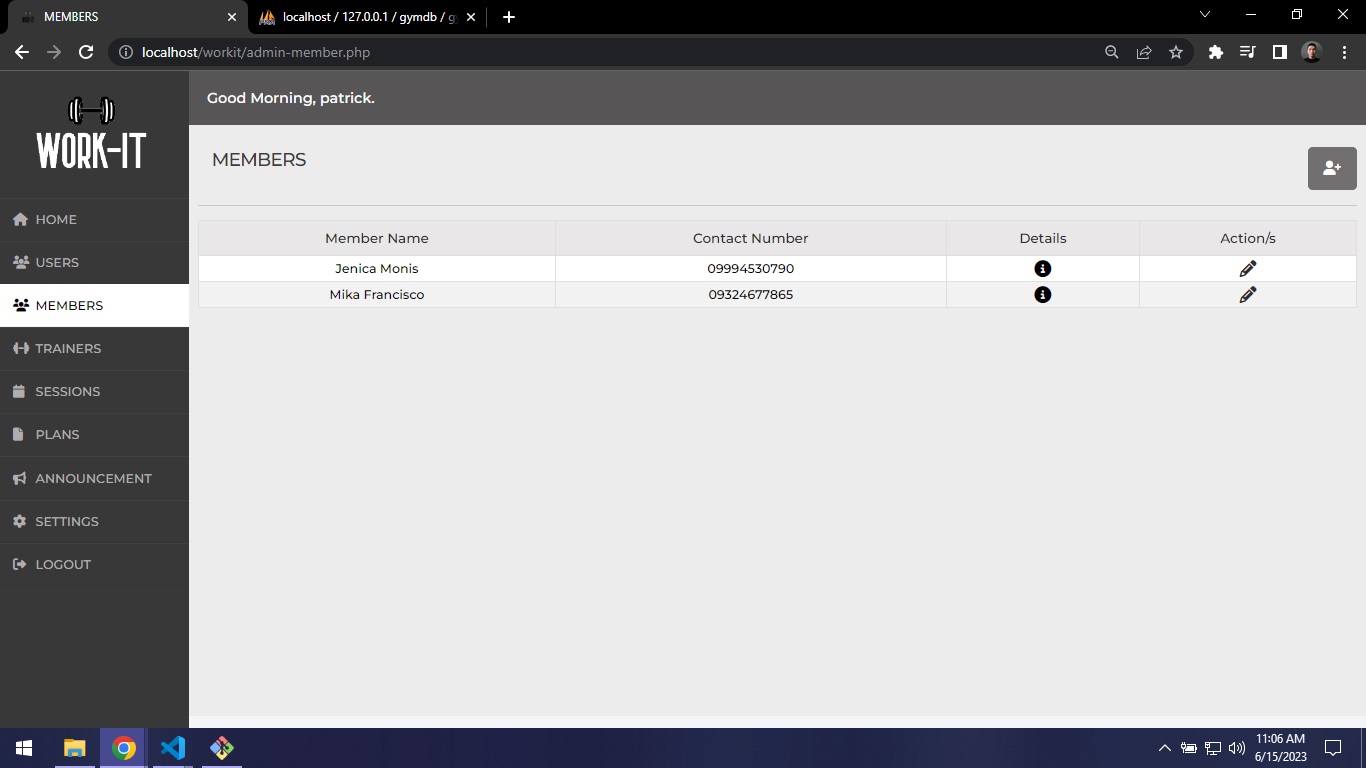 MEMBERS
localhost / 127.0.0.1 / gymdb / g
localhost/workit/admin-member.php
WORK-IT
Good Morning, patrick.
HOME
USERS
MEMBERS
TRAINERS
SESSIONS
PLANS
ANNOUNCEMENT
SETTINGS
LOGOUT
MEMBERS
Member Name Contact Number Details Action/s
Jenica Monis 09994530790
Mika Francisco 09324677865
11:06 AM
6/15/2023